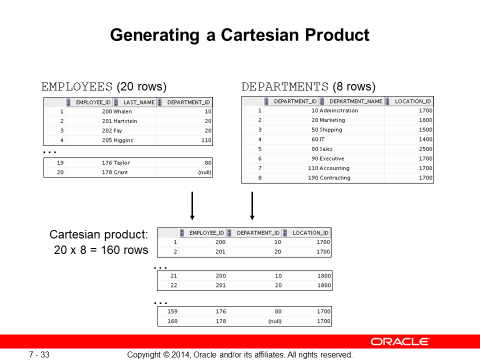 Generating a Cartesian Product
EMPLOYEES (20 rows)
EMPLOYEE_ID LAST_NAME DEPARTMENT_ID
1 200 Whalen 10
2 201 Hartstein 20
3 202 Fay 20
4 205 Higgins 110
...
19 176 Taylor 80
20 178 Grant (null)
DEPARTMENTS (8 rows)
DEPARTMENT_ID DEPARTMENT_NAME LOCATION_ID
1 10 Administration 1700
2 20 Marketing 1800
3 50 Shipping 1500
4 60 IT 1400
5 80 Sales 2500
6 90 Executive 1700
7 110 Accounting 1700
8 190 Contracting 1700
Cartesian product:
20 x 8 = 160 rows
EMPLOYEE_ID DEPARTMENT_ID LOCATION_ID
1 200 10 1700
2 201 20 1700
...
21 200 10 1800
22 201 20 1800
...
159 176 80 1700
160 178 (null) 1700
ORACLE
7 - 33 Copyright © 2014, Oracle and/or its affiliates. All rights reserved.